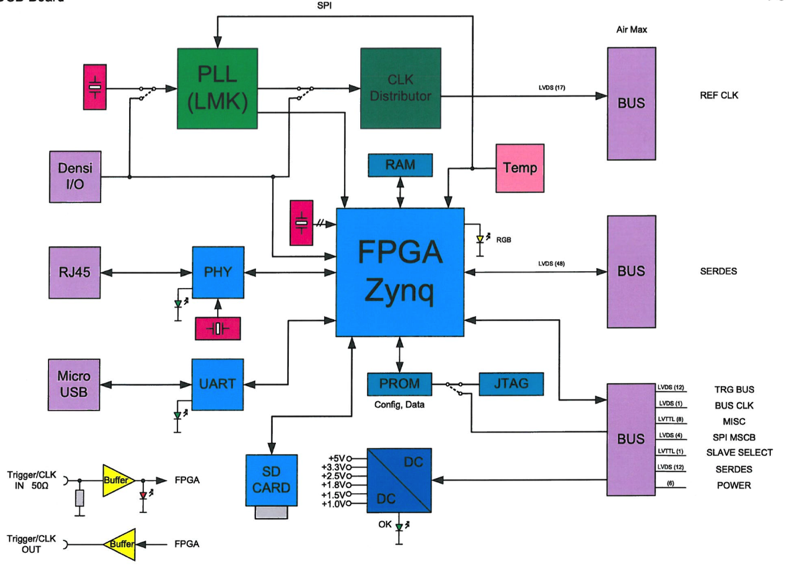 SPI
Air Max
PLL
(LMK)
CLK
Distributor
LVDS (17)
BUS
REF CLK
Densi
I/O
RAM
Temp
FPGA
Zynq
RGB
RJ45
PHY
LVDS (48)
BUS
SERDES
Micro
USB
UART
PROM
JTAG
Config, Data
BUS
LVDS (12)
TRG BUS
LVDS (1)
BUS CLK
LVTTL (8)
MISC
LVDS (4)
SPI MSCB
LVTTL (1)
SLAVE SELECT
LVDS (12)
SERDES
(6)
POWER
SD
CARD
+5V
+3.3V
+2.5V
+1.8V
+1.5V
+1.0V
DC
DC
OK
Trigger/CLK
IN 50Ω
Buffer
FPGA
Trigger/CLK
OUT
Buffer
FPGA